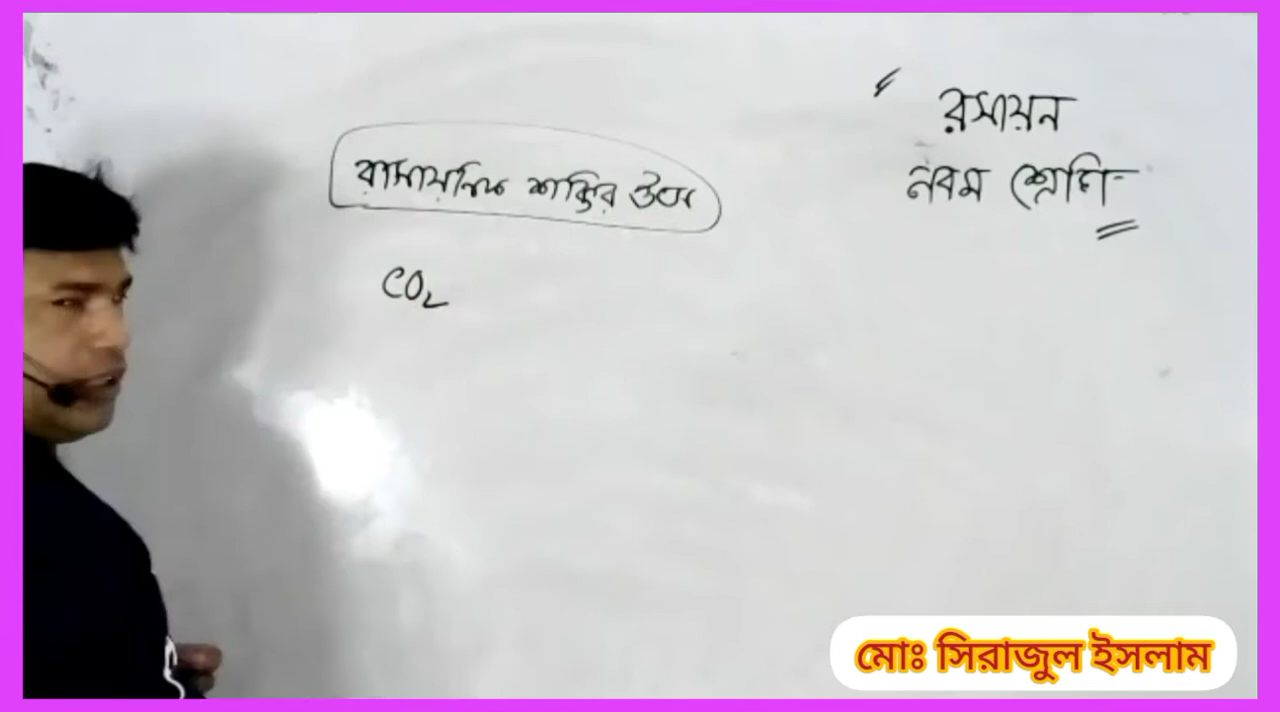 রসায়ন
নবম শ্রেণি
রাসায়নিক শক্তির উৎস
CO₂
মোঃ সিরাজুল ইসলাম